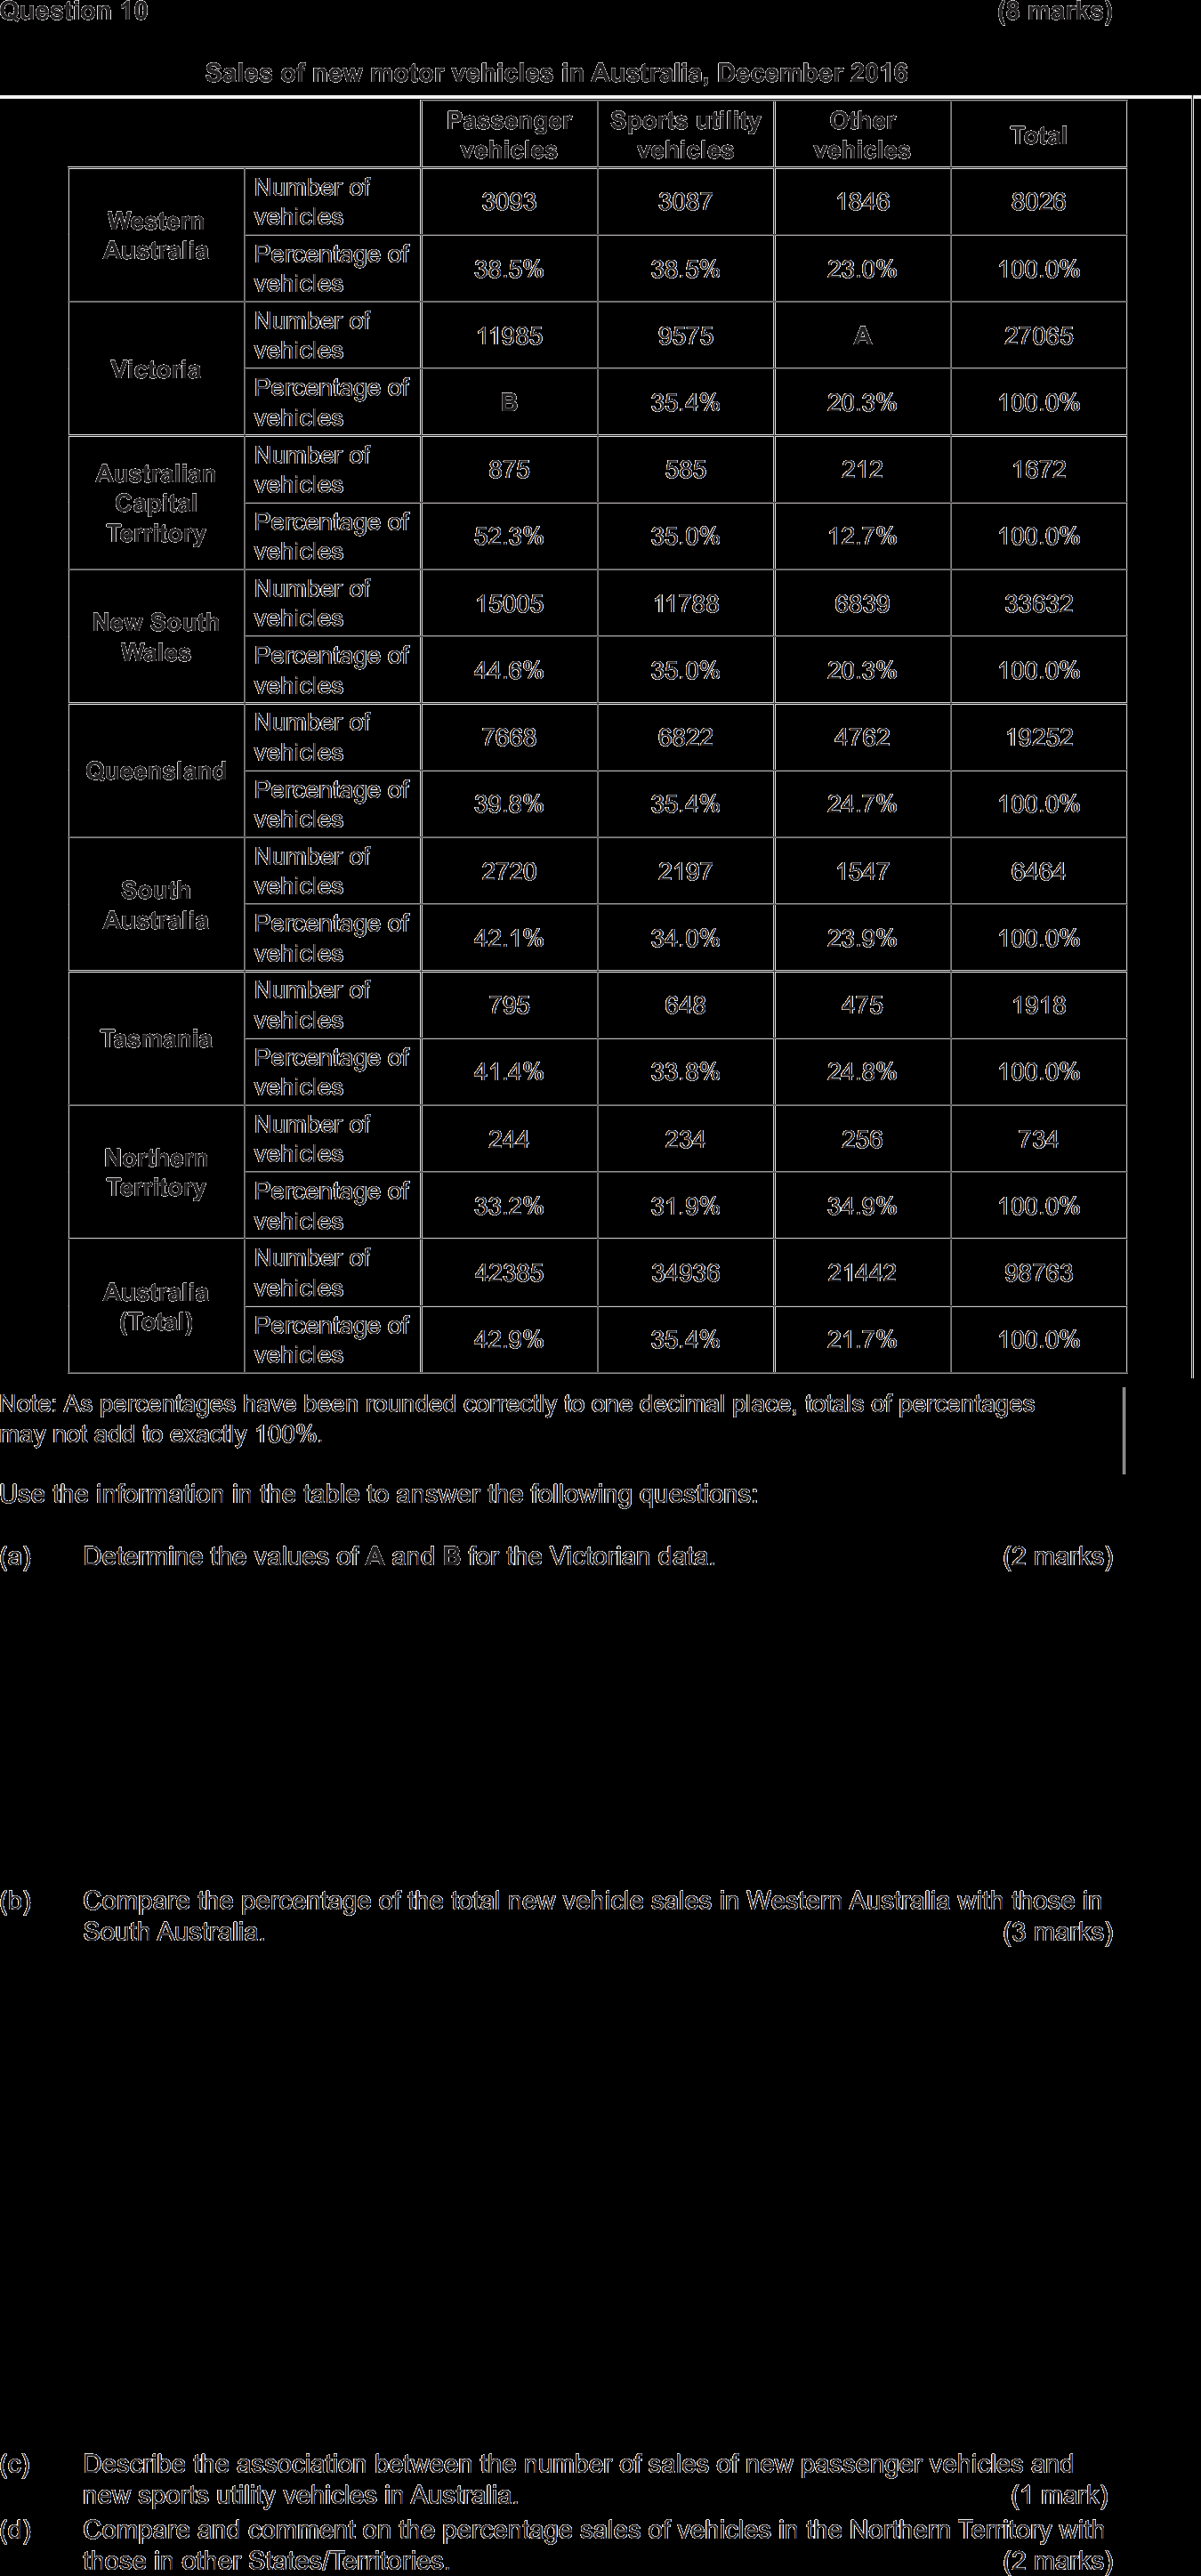 Question 10 (8 marks)
Sales of new motor vehicles in Australia, December 2016
Passenger vehicles Sports utility vehicles Other vehicles Total
Western Australia Number of vehicles 3093 3087 1846 8026
Percentage of vehicles 38.5% 38.5% 23.0% 100.0%
Victoria Number of vehicles 11985 9575 A 27065
Percentage of vehicles B 35.4% 20.3% 100.0%
Australian Capital Territory Number of vehicles 875 585 212 1672
Percentage of vehicles 52.3% 35.0% 12.7% 100.0%
New South Wales Number of vehicles 15005 11788 6839 33632
Percentage of vehicles 44.6% 35.0% 20.3% 100.0%
Queensland Number of vehicles 7668 6822 4762 19252
Percentage of vehicles 39.8% 35.4% 24.7% 100.0%
South Australia Number of vehicles 2720 2197 1547 6464
Percentage of vehicles 42.1% 34.0% 23.9% 100.0%
Tasmania Number of vehicles 795 648 475 1918
Percentage of vehicles 41.4% 33.8% 24.8% 100.0%
Northern Territory Number of vehicles 244 234 256 734
Percentage of vehicles 33.2% 31.9% 34.9% 100.0%
Australia (Total) Number of vehicles 42385 34936 21442 98763
Percentage of vehicles 42.9% 35.4% 21.7% 100.0%
Note: As percentages have been rounded correctly to one decimal place, totals of percentages
may not add to exactly 100%.
Use the information in the table to answer the following questions:
(a) Determine the values of A and B for the Victorian data. (2 marks)
(b) Compare the percentage of the total new vehicle sales in Western Australia with those in
South Australia. (3 marks)
(c) Describe the association between the number of sales of new passenger vehicles and
new sports utility vehicles in Australia. (1 mark)
(d) Compare and comment on the percentage sales of vehicles in the Northern Territory with
those in other States/Territories. (2 marks)